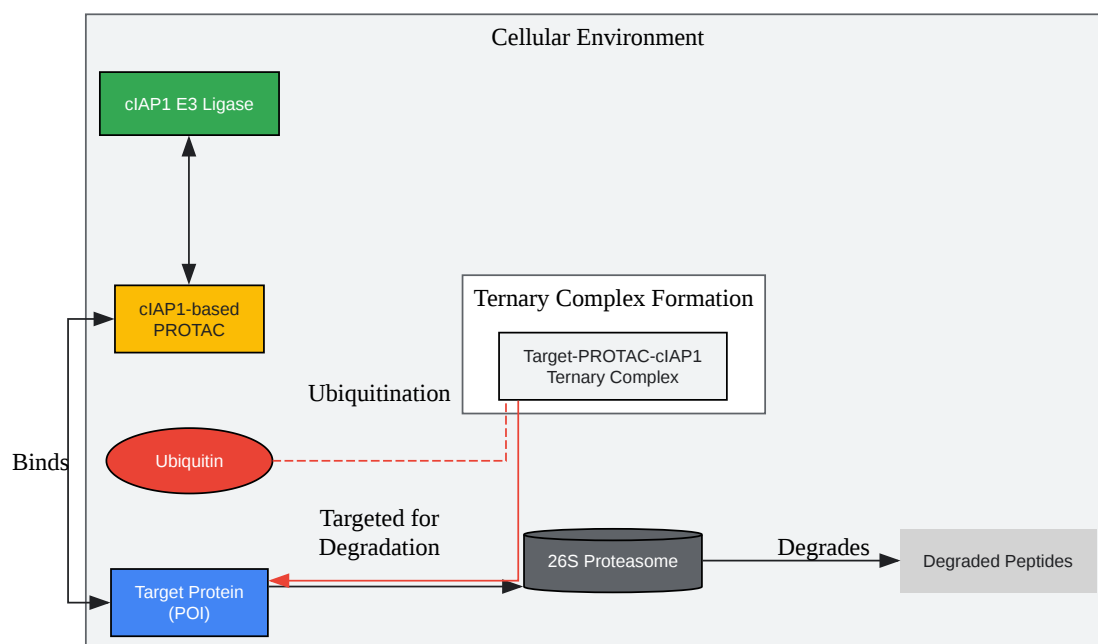 Cellular Environment
cIAP1 E3 Ligase
cIAP1-based
PROTAC
Ternary Complex Formation
Target-PROTAC-cIAP1
Ternary Complex
Ubiquitination
Binds
Ubiquitin
Targeted for
Degradation
26S Proteasome
Degrades
Degraded Peptides
Target Protein
(POI)